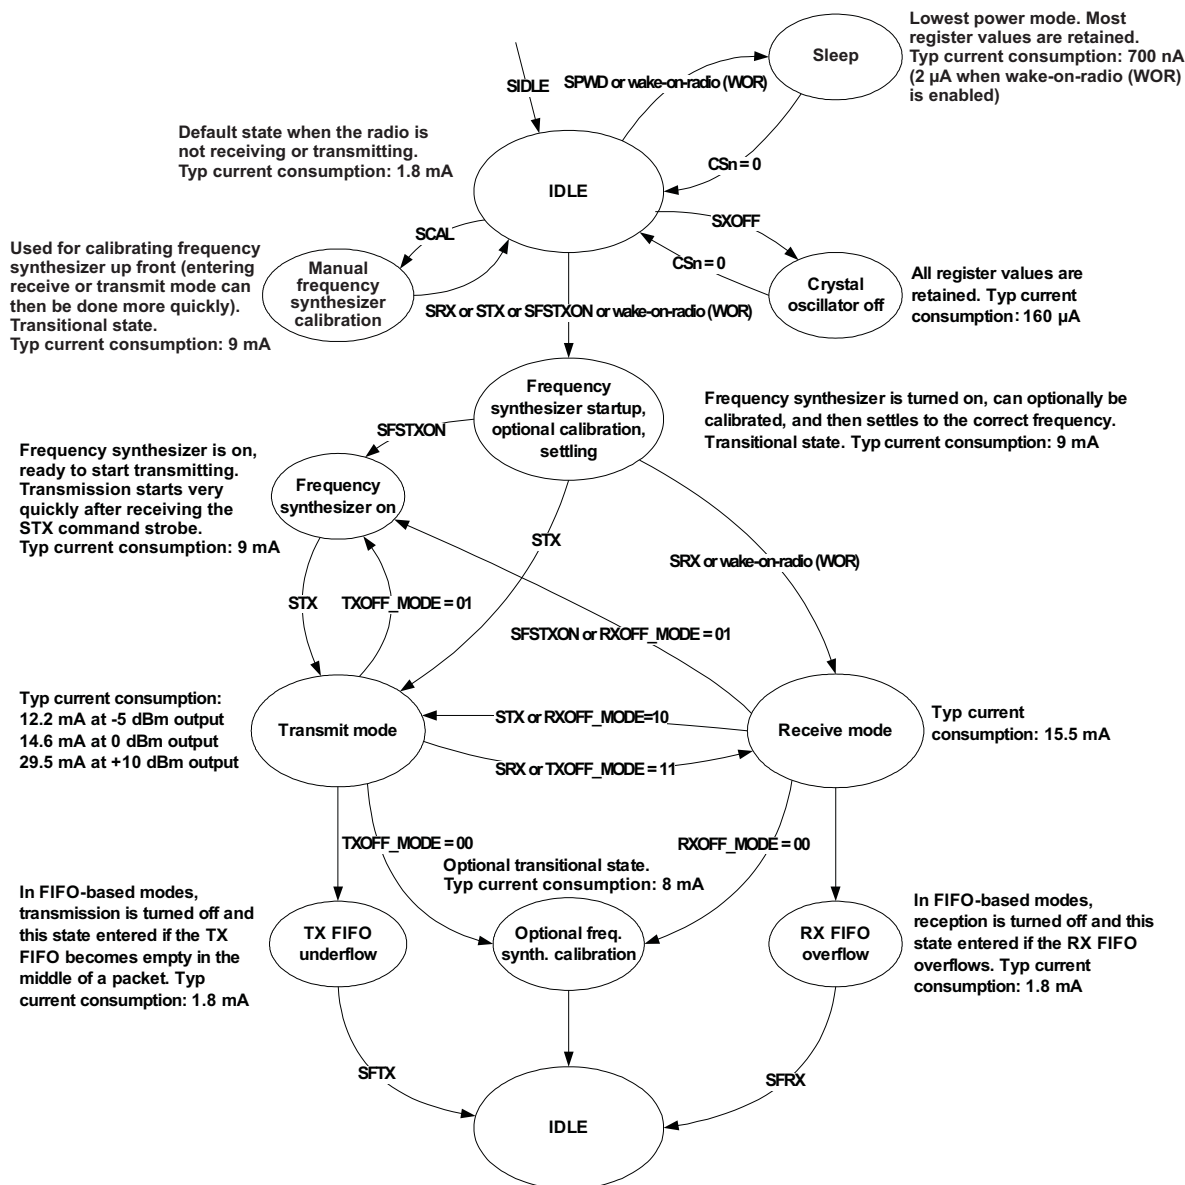 Lowest power mode. Most
register values are retained.
Typ current consumption: 700 nA
(2 µA when wake-on-radio (WOR)
is enabled)
Sleep
SIDLE
SPWD or wake-on-radio (WOR)
Default state when the radio is
not receiving or transmitting.
Typ current consumption: 1.8 mA
CSn = 0
IDLE
SXOFF
SCAL
CSn = 0
Used for calibrating frequency
synthesizer up front (entering
receive or transmit mode can
then be done more quickly).
Transitional state.
Typ current consumption: 9 mA
Manual
frequency
synthesizer
calibration
Crystal
oscillator off
All register values are
retained. Typ current
consumption: 160 µA
SRX or STX or SFSTXON or wake-on-radio (WOR)
Frequency
synthesizer startup,
optional calibration,
settling
Frequency synthesizer is turned on, can optionally be
calibrated, and then settles to the correct frequency.
Transitional state. Typ current consumption: 9 mA
SFSTXON
Frequency synthesizer is on,
ready to start transmitting.
Transmission starts very
quickly after receiving the
STX command strobe.
Typ current consumption: 9 mA
Frequency
synthesizer on
STX
SRX or wake-on-radio (WOR)
STX
TXOFF_MODE = 01
SFSTXON or RXOFF_MODE = 01
Typ current consumption:
12.2 mA at -5 dBm output
14.6 mA at 0 dBm output
29.5 mA at +10 dBm output
Transmit mode
STX or RXOFF_MODE=10
SRX or TXOFF_MODE = 11
Receive mode
Typ current
consumption: 15.5 mA
TXOFF_MODE = 00
RXOFF_MODE = 00
Optional transitional state.
Typ current consumption: 8 mA
In FIFO-based modes,
transmission is turned off and
this state entered if the TX
FIFO becomes empty in the
middle of a packet. Typ
current consumption: 1.8 mA
TX FIFO
underflow
Optional freq.
synth. calibration
RX FIFO
overflow
In FIFO-based modes,
reception is turned off and this
state entered if the RX FIFO
overflows. Typ current
consumption: 1.8 mA
SFTX
SFRX
IDLE